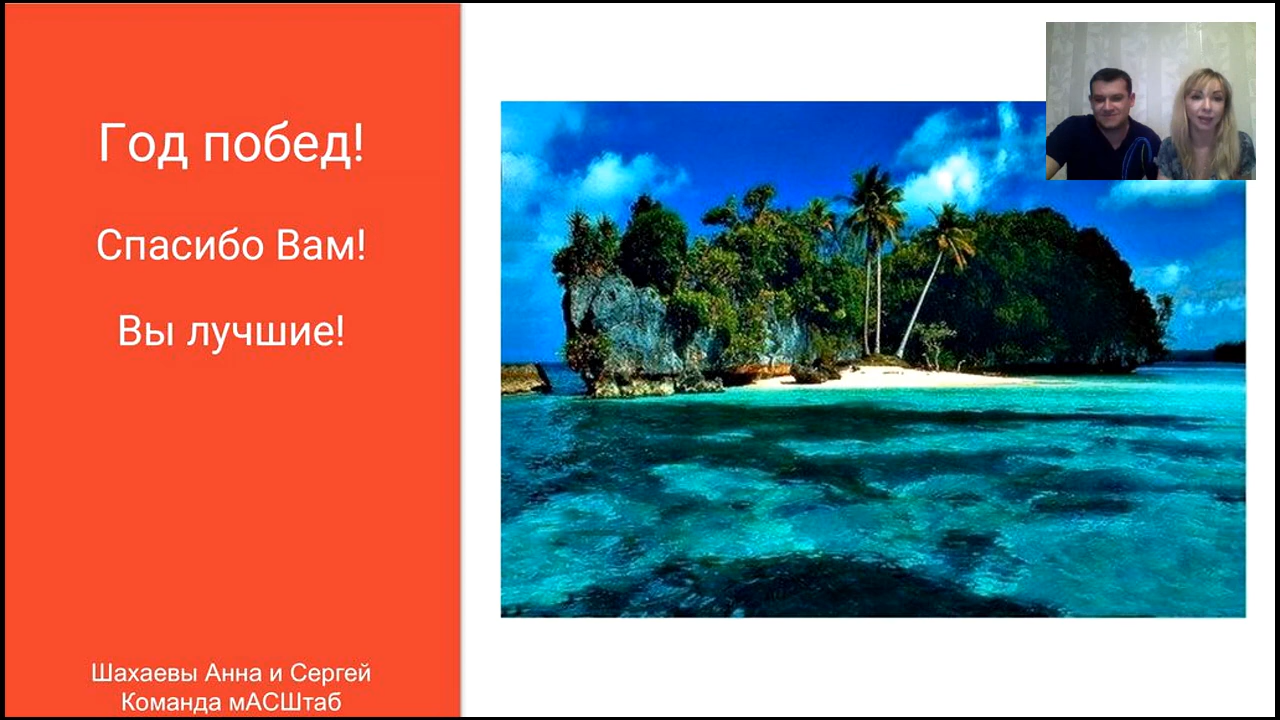 Год побед!
Спасибо Вам!
Вы лучшие!
Шахаевы Анна и Сергей
Команда мАСШтаб